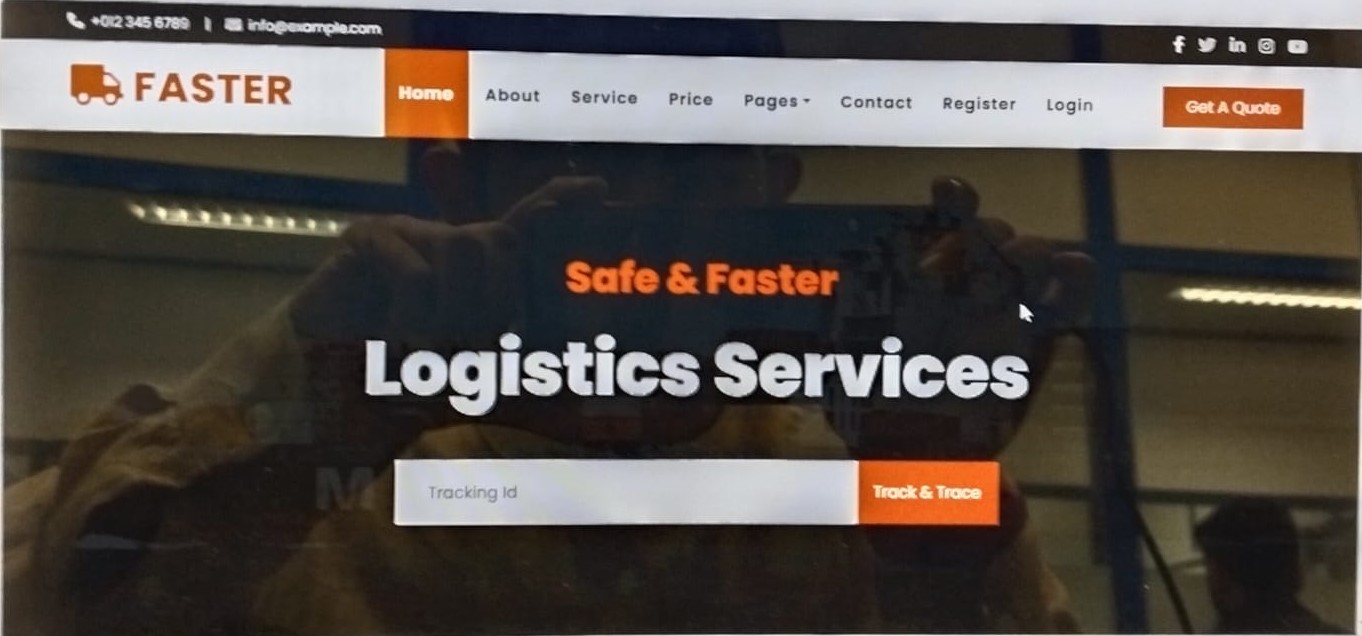 +012 345 6789 | info@example.com
FASTER
Home About Service Price Pages Contact Register Login Get A Quote
Safe & Faster
Logistics Services
M
Tracking Id Track & Trace